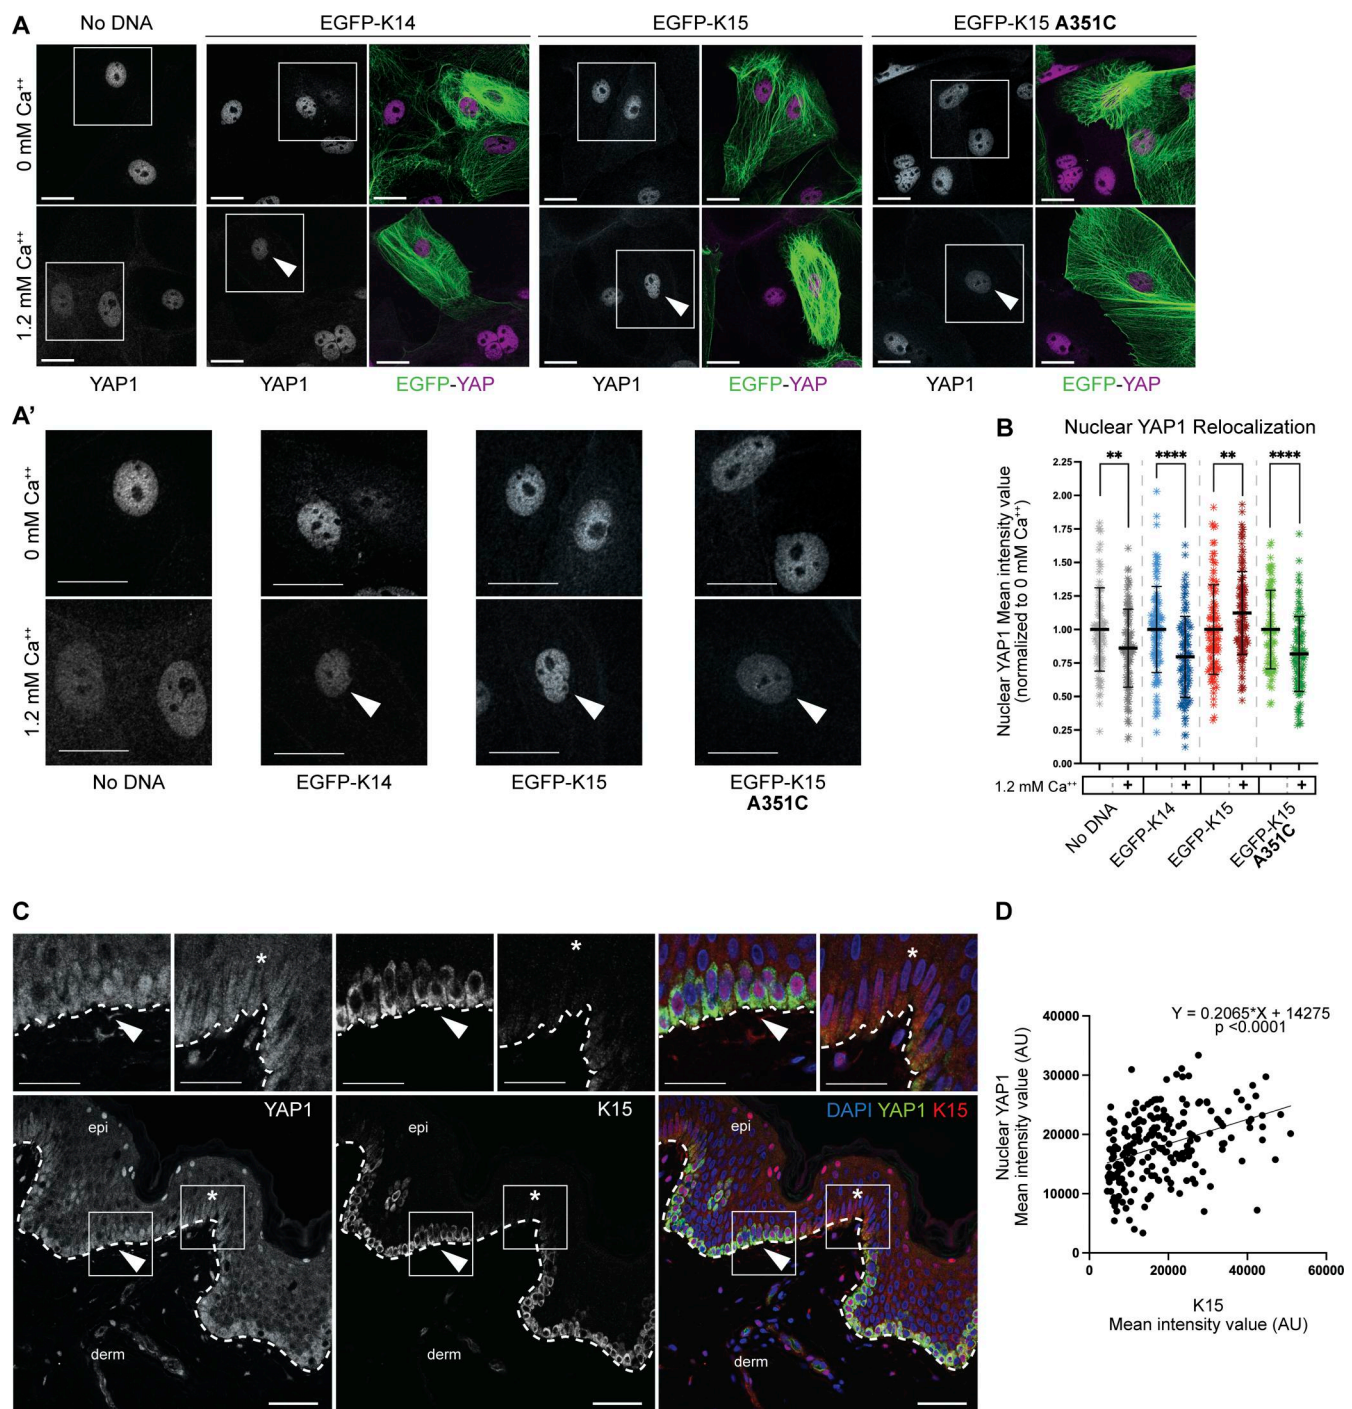 A
No DNA
EGFP-K14
EGFP-K15
EGFP-K15 A351C
0 mM Ca++
1.2 mM Ca++
YAP1
YAP1
EGFP-YAP
YAP1
EGFP-YAP
YAP1
EGFP-YAP
A'
0 mM Ca++
1.2 mM Ca++
No DNA
EGFP-K14
EGFP-K15
EGFP-K15
A351C
B
Nuclear YAP1 Relocalization
** **** ** ****
Nuclear YAP1 Mean intensity value
(normalized to 0 mM Ca++)
2.25
2.00
1.75
1.50
1.25
1.00
0.75
0.50
0.25
0.00
1.2 mM Ca++ + + + +
No DNA
EGFP-K14
EGFP-K15
EGFP-K15
A351C
C
* * *
YAP1
K15
DAPI YAP1 K15
epi
epi
epi
* * *
derm
derm
derm
D
Y = 0.2065*X + 14275
p <0.0001
Nuclear YAP1
Mean intensity value (AU)
40000
30000
20000
10000
0
0 20000 40000 60000
K15
Mean intensity value (AU)